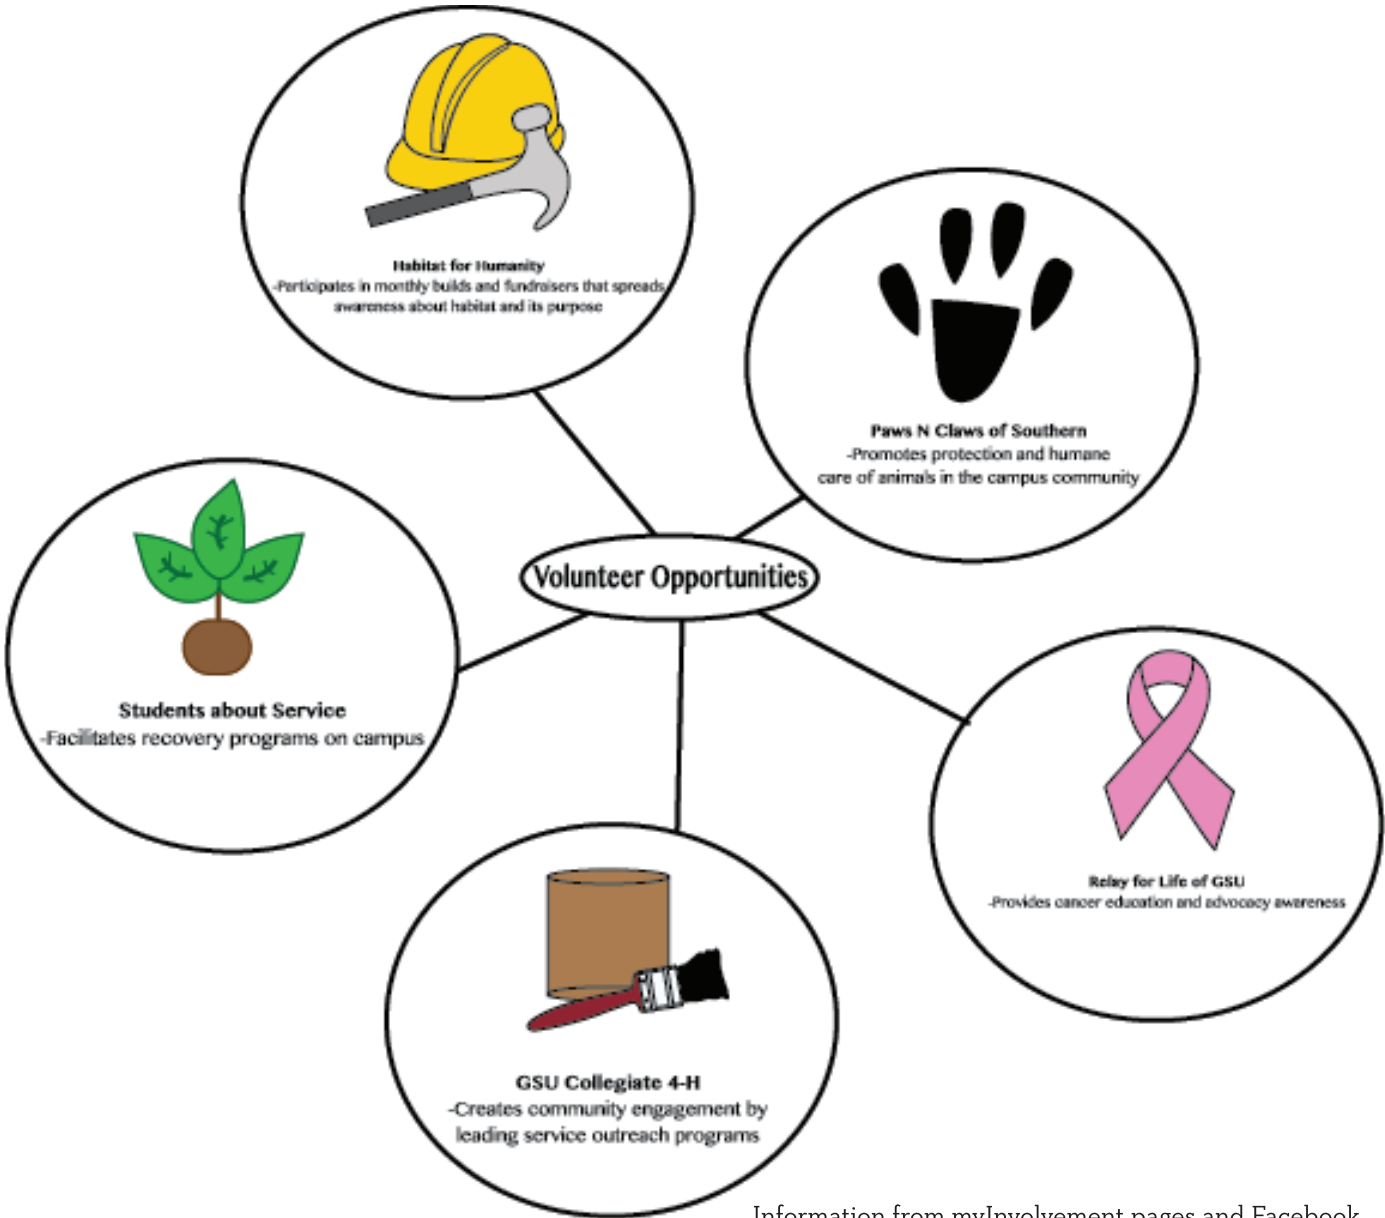 Habitat for Humanity
-Participates in monthly builds and fundraisers that spreads
awareness about habitat and its purpose
Paws N Claws of Southern
-Promotes protection and humane
care of animals in the campus community
Volunteer Opportunities
Students about Service
-Facilitates recovery programs on campus
Relay for Life of GSU
-Provides cancer education and advocacy awareness
GSU Collegiate 4-H
-Creates community engagement by
leading service outreach programs
Information from myInvolvement pages and Facebook